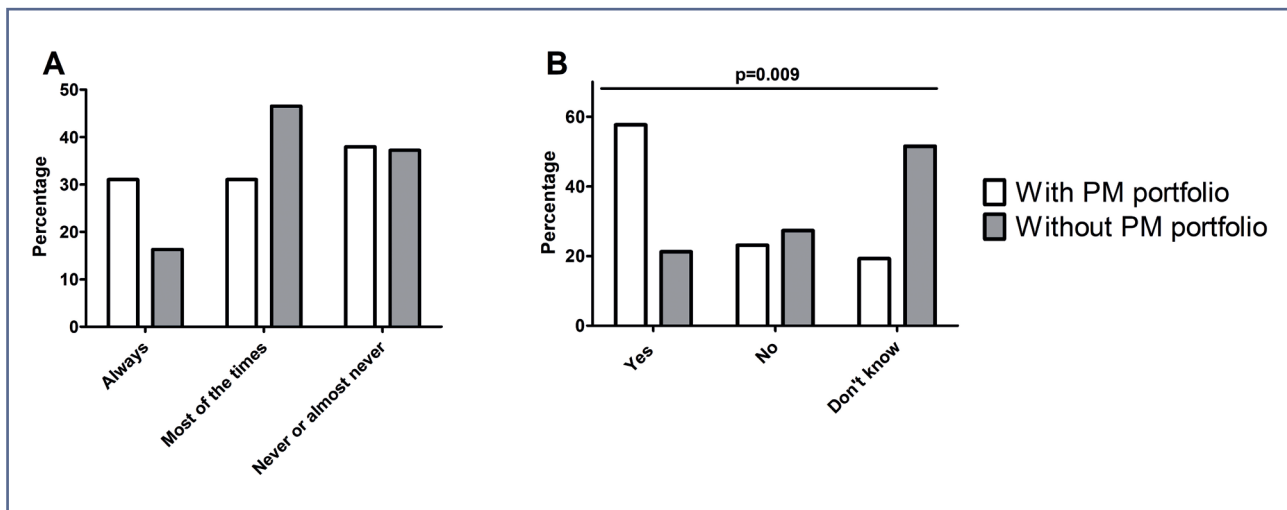 A
Percentage
50
40
30
20
10
0
Always
Most of the times
Never or almost never
B
p=0.009
Percentage
60
40
20
0
Yes
No
Don't know
With PM portfolio
Without PM portfolio